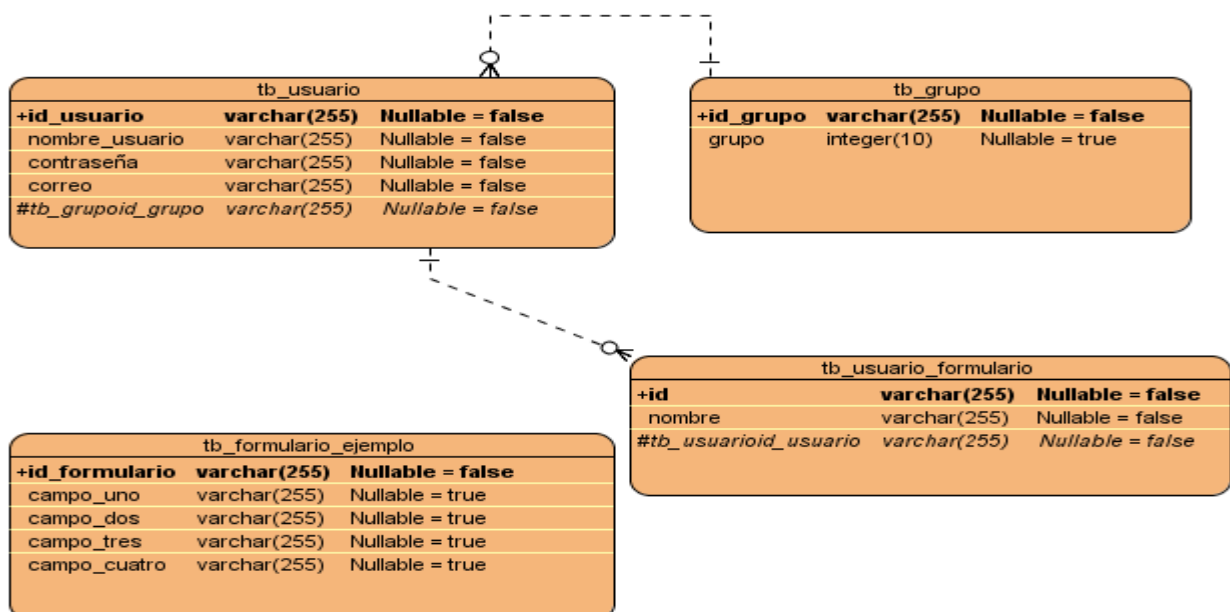 tb_usuario
+id_usuario varchar(255) Nullable = false
nombre_usuario varchar(255) Nullable = false
contraseña varchar(255) Nullable = false
correo varchar(255) Nullable = false
#tb_grupoid_grupo varchar(255) Nullable = false
tb_grupo
+id_grupo varchar(255) Nullable = false
grupo integer(10) Nullable = true
tb_usuario_formulario
+id varchar(255) Nullable = false
nombre varchar(255) Nullable = false
#tb_usuarioid_usuario varchar(255) Nullable = false
tb_formulario_ejemplo
+id_formulario varchar(255) Nullable = false
campo_uno varchar(255) Nullable = true
campo_dos varchar(255) Nullable = true
campo_tres varchar(255) Nullable = true
campo_cuatro varchar(255) Nullable = true